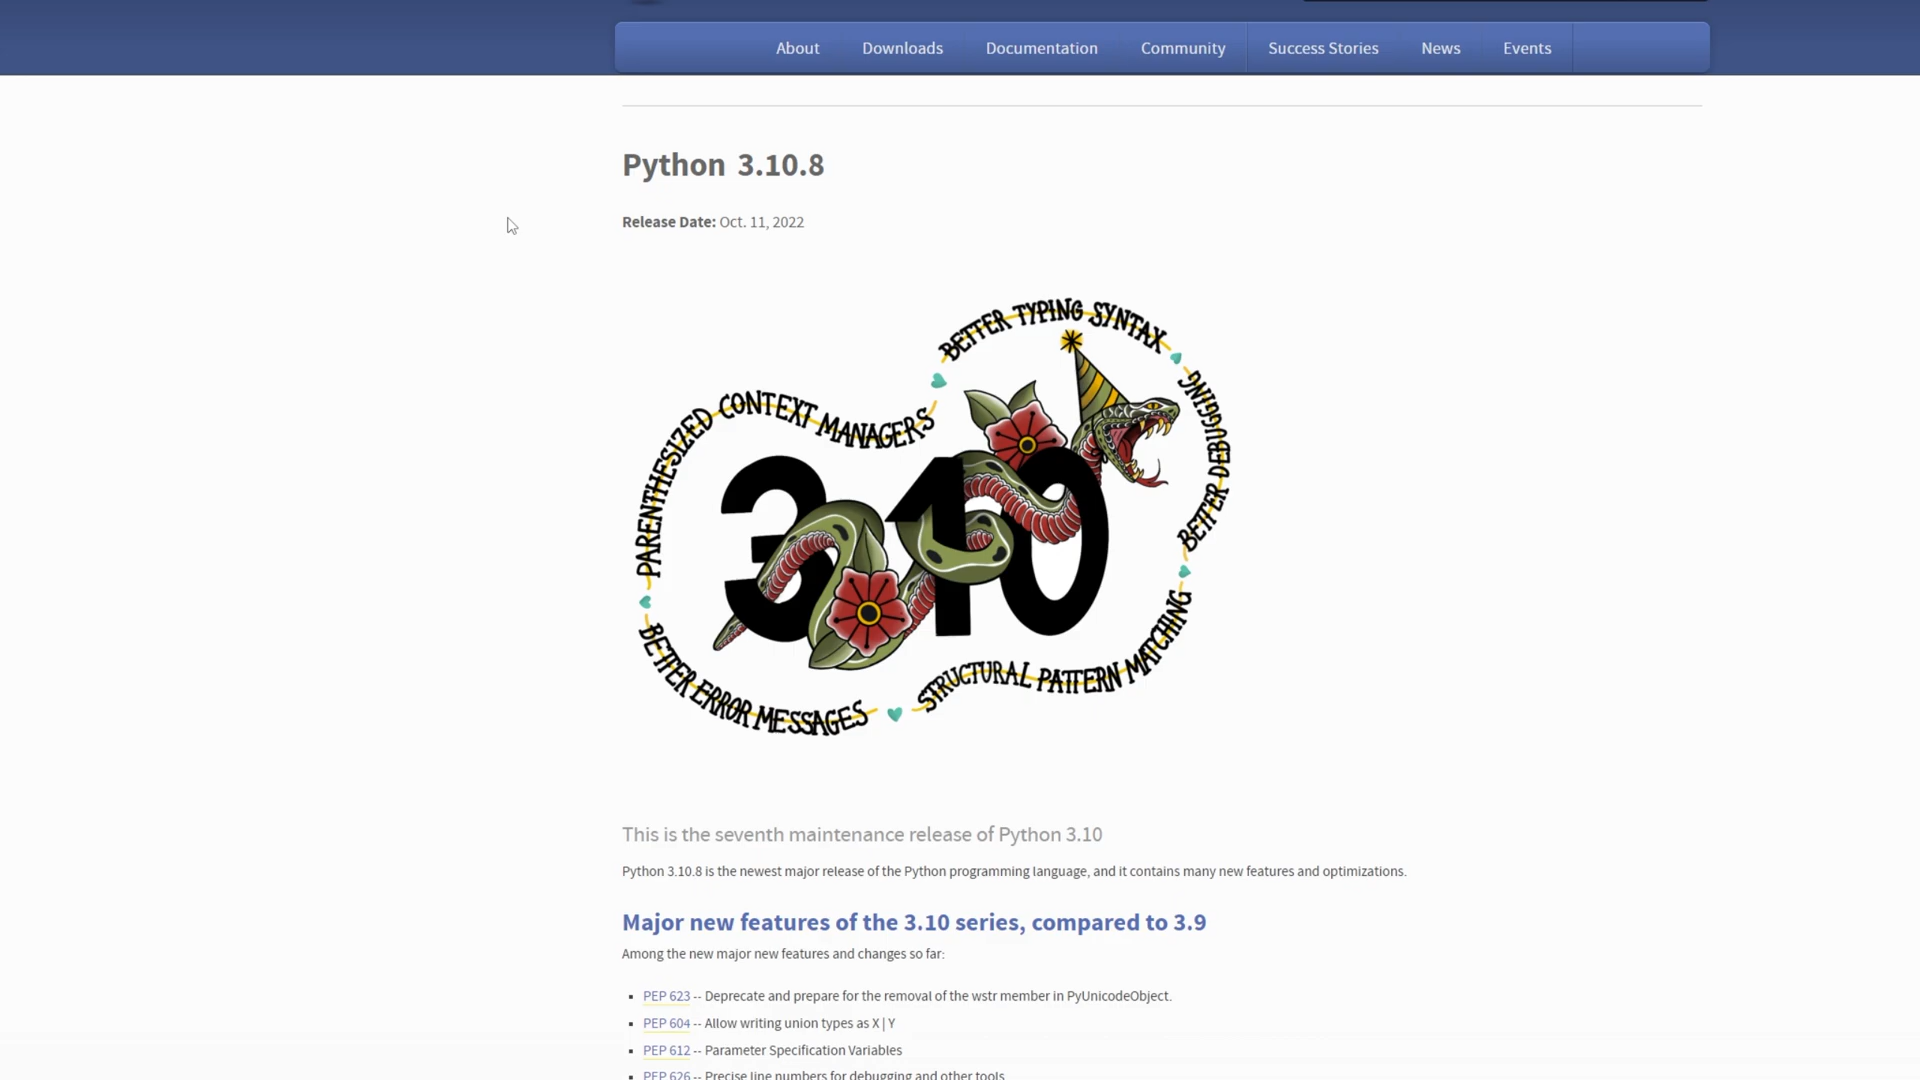 About Downloads Documentation Community Success Stories News Events
Python 3.10.8
Release Date: Oct. 11, 2022
BETTER TYPING SYNTAX
BETTER DEBUGGING
PARENTHESIZED CONTEXT MANAGERS
3.10
STRUCTURAL PATTERN MATCHING
BETTER ERROR MESSAGES
This is the seventh maintenance release of Python 3.10
Python 3.10.8 is the newest major release of the Python programming language, and it contains many new features and optimizations.
Major new features of the 3.10 series, compared to 3.9
Among the new major new features and changes so far:
▪ PEP 623 -- Deprecate and prepare for the removal of the wstr member in PyUnicodeObject.
▪ PEP 604 -- Allow writing union types as X | Y
▪ PEP 612 -- Parameter Specification Variables
▪ PEP 626 -- Precise line numbers for debugging and other tools